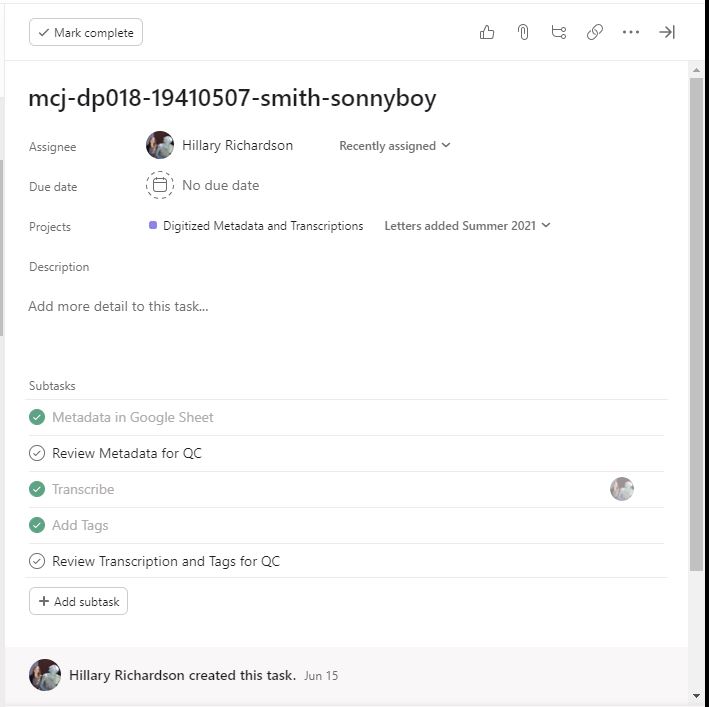 Mark complete
mcj-dp018-19410507-smith-sonnyboy
Assignee Hillary Richardson Recently assigned
Due date No due date
Projects Digitized Metadata and Transcriptions Letters added Summer 2021
Description
Add more detail to this task...
Subtasks
Metadata in Google Sheet
Review Metadata for QC
Transcribe
Add Tags
Review Transcription and Tags for QC
+ Add subtask
Hillary Richardson created this task. Jun 15